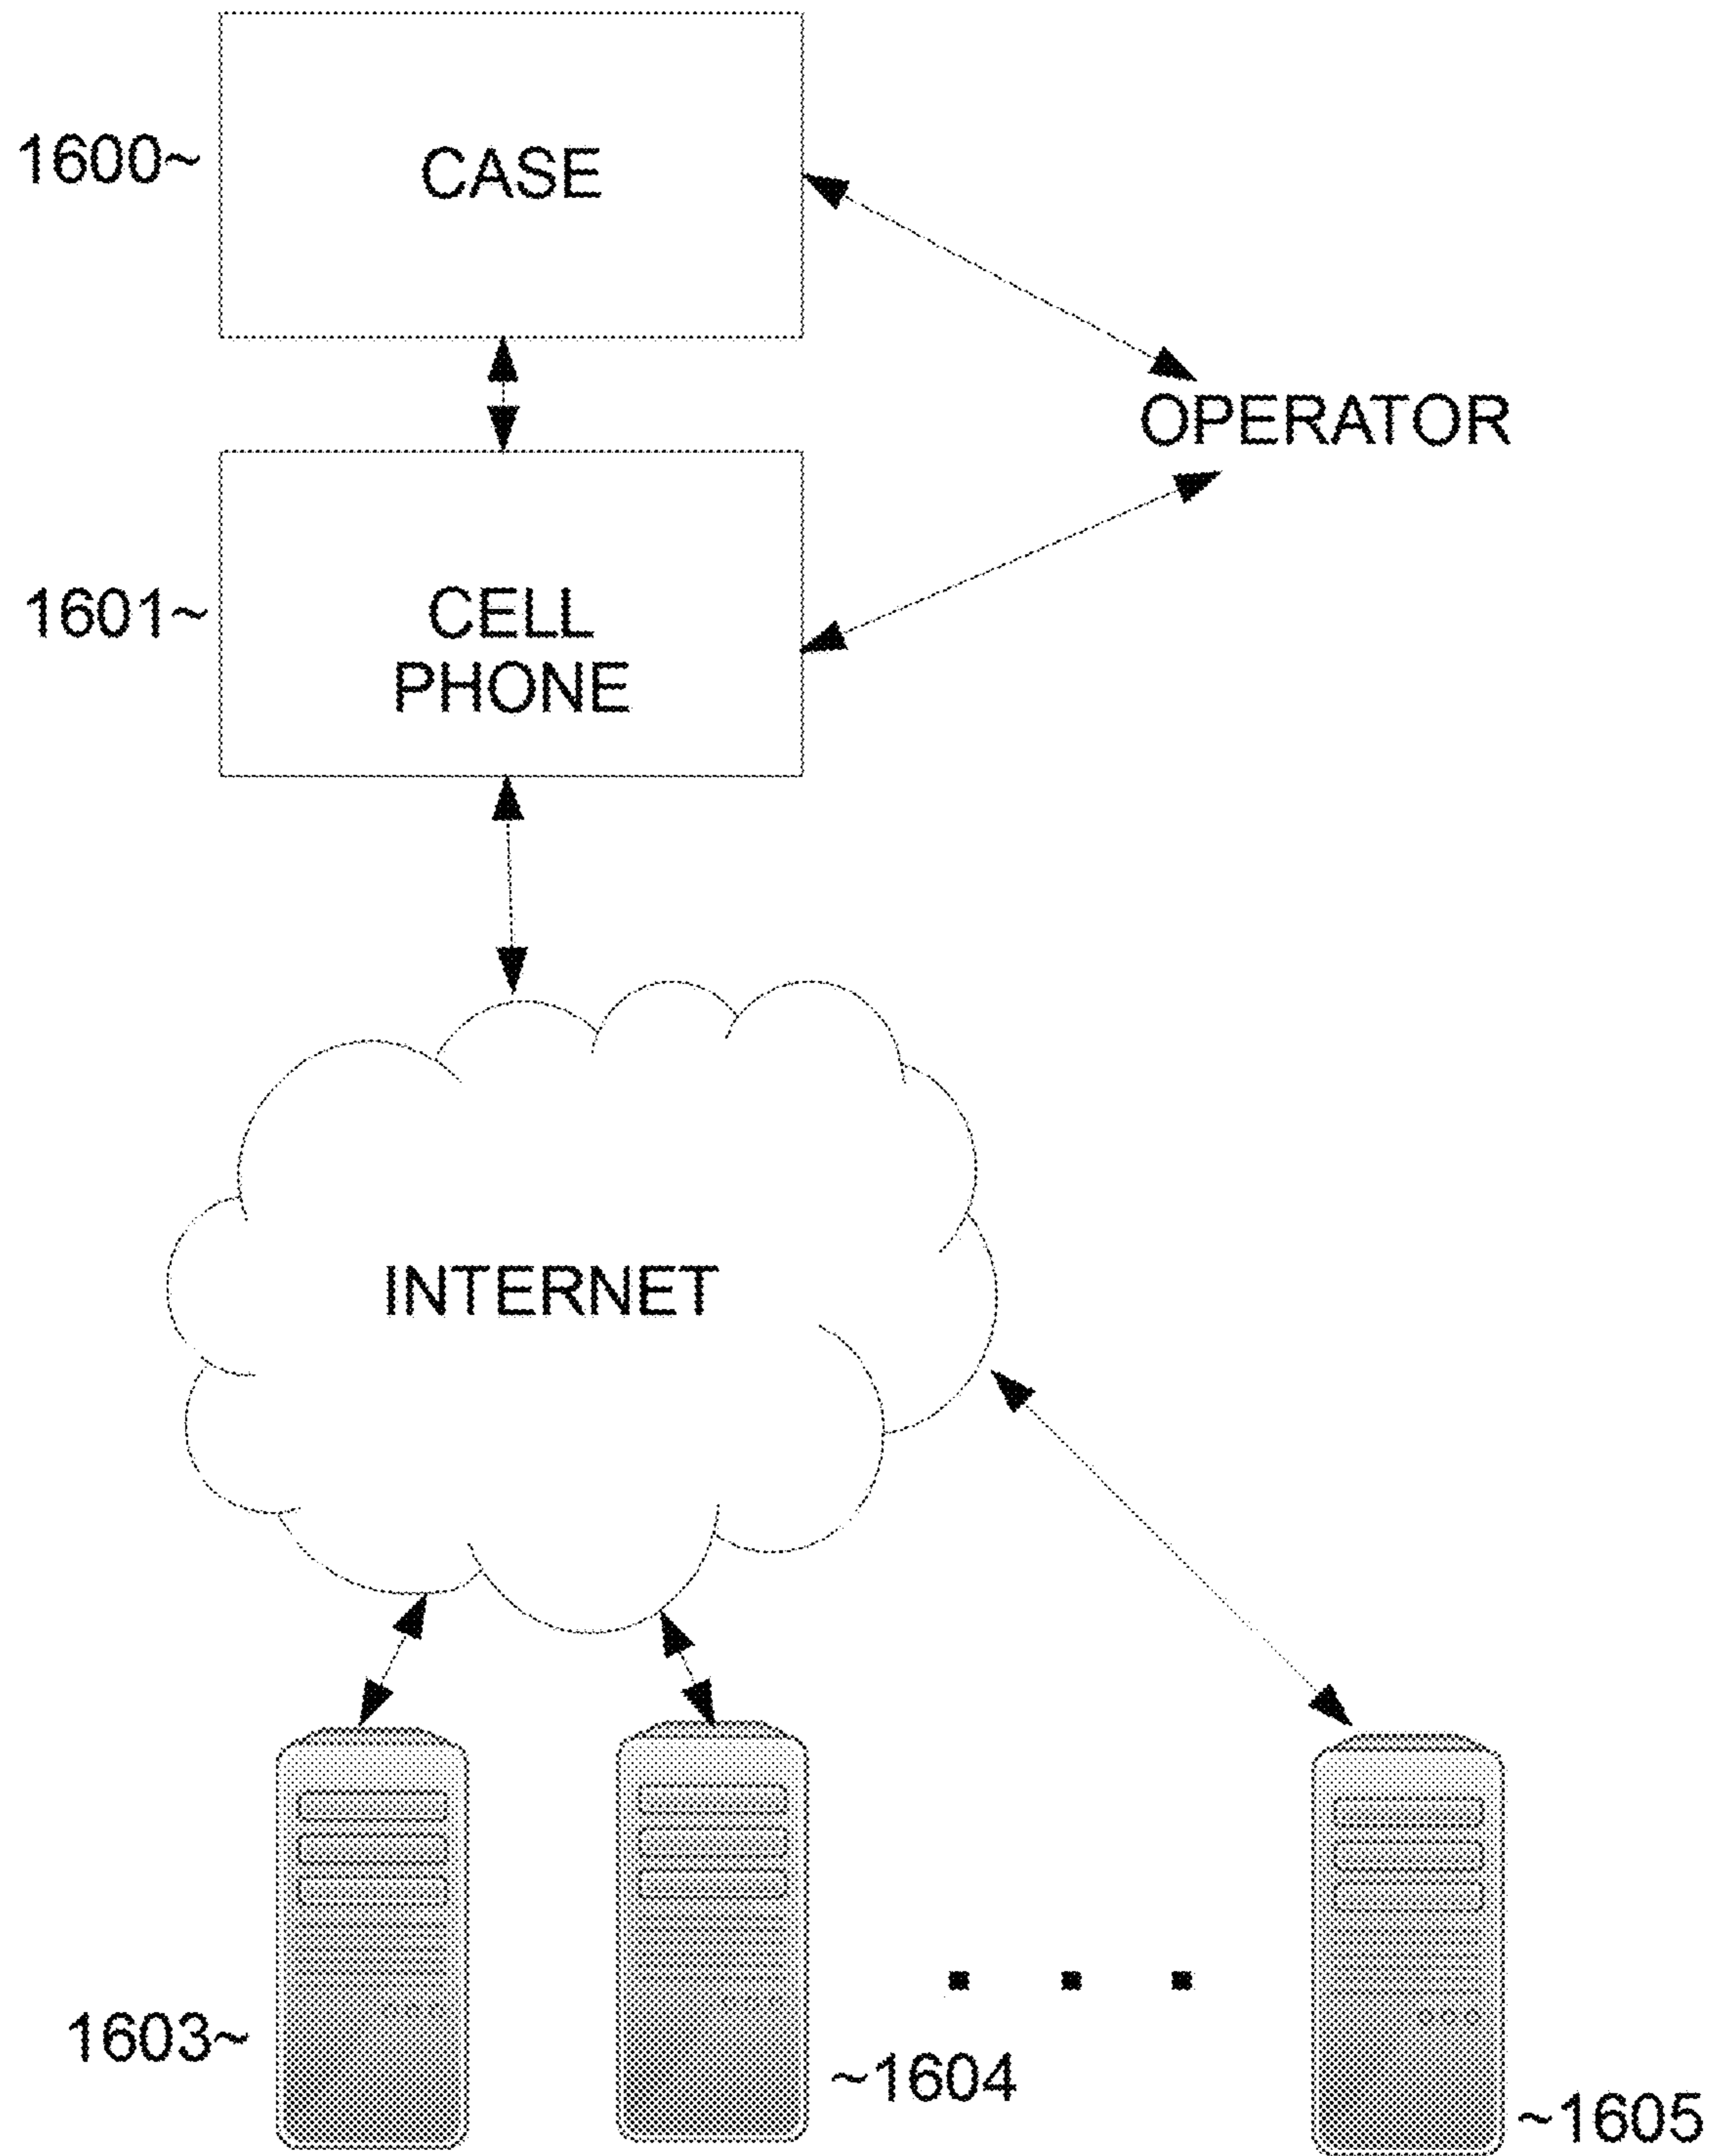 1600~
CASE
OPERATOR
1601~
CELL
PHONE
INTERNET
1603~
~1604
~1605